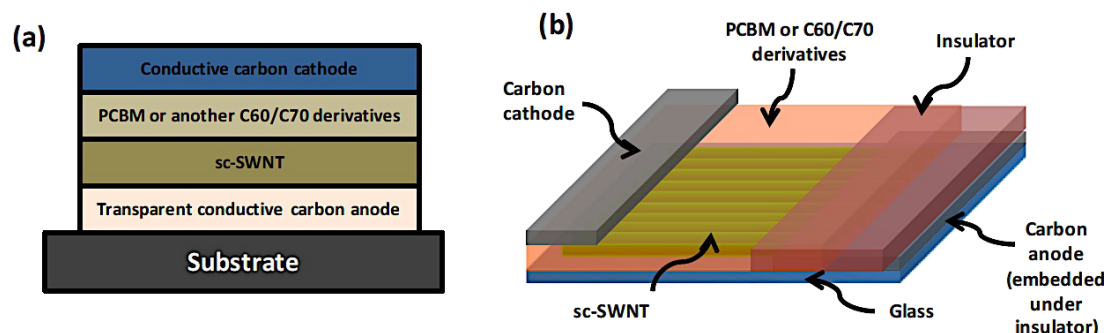 (a)
Conductive carbon cathode
PCBM or another C60/C70 derivatives
sc-SWNT
Transparent conductive carbon anode
Substrate
(b)
PCBM or C60/C70
derivatives
Insulator
Carbon
cathode
sc-SWNT
Glass
Carbon
anode
(embedded
under
insulator)